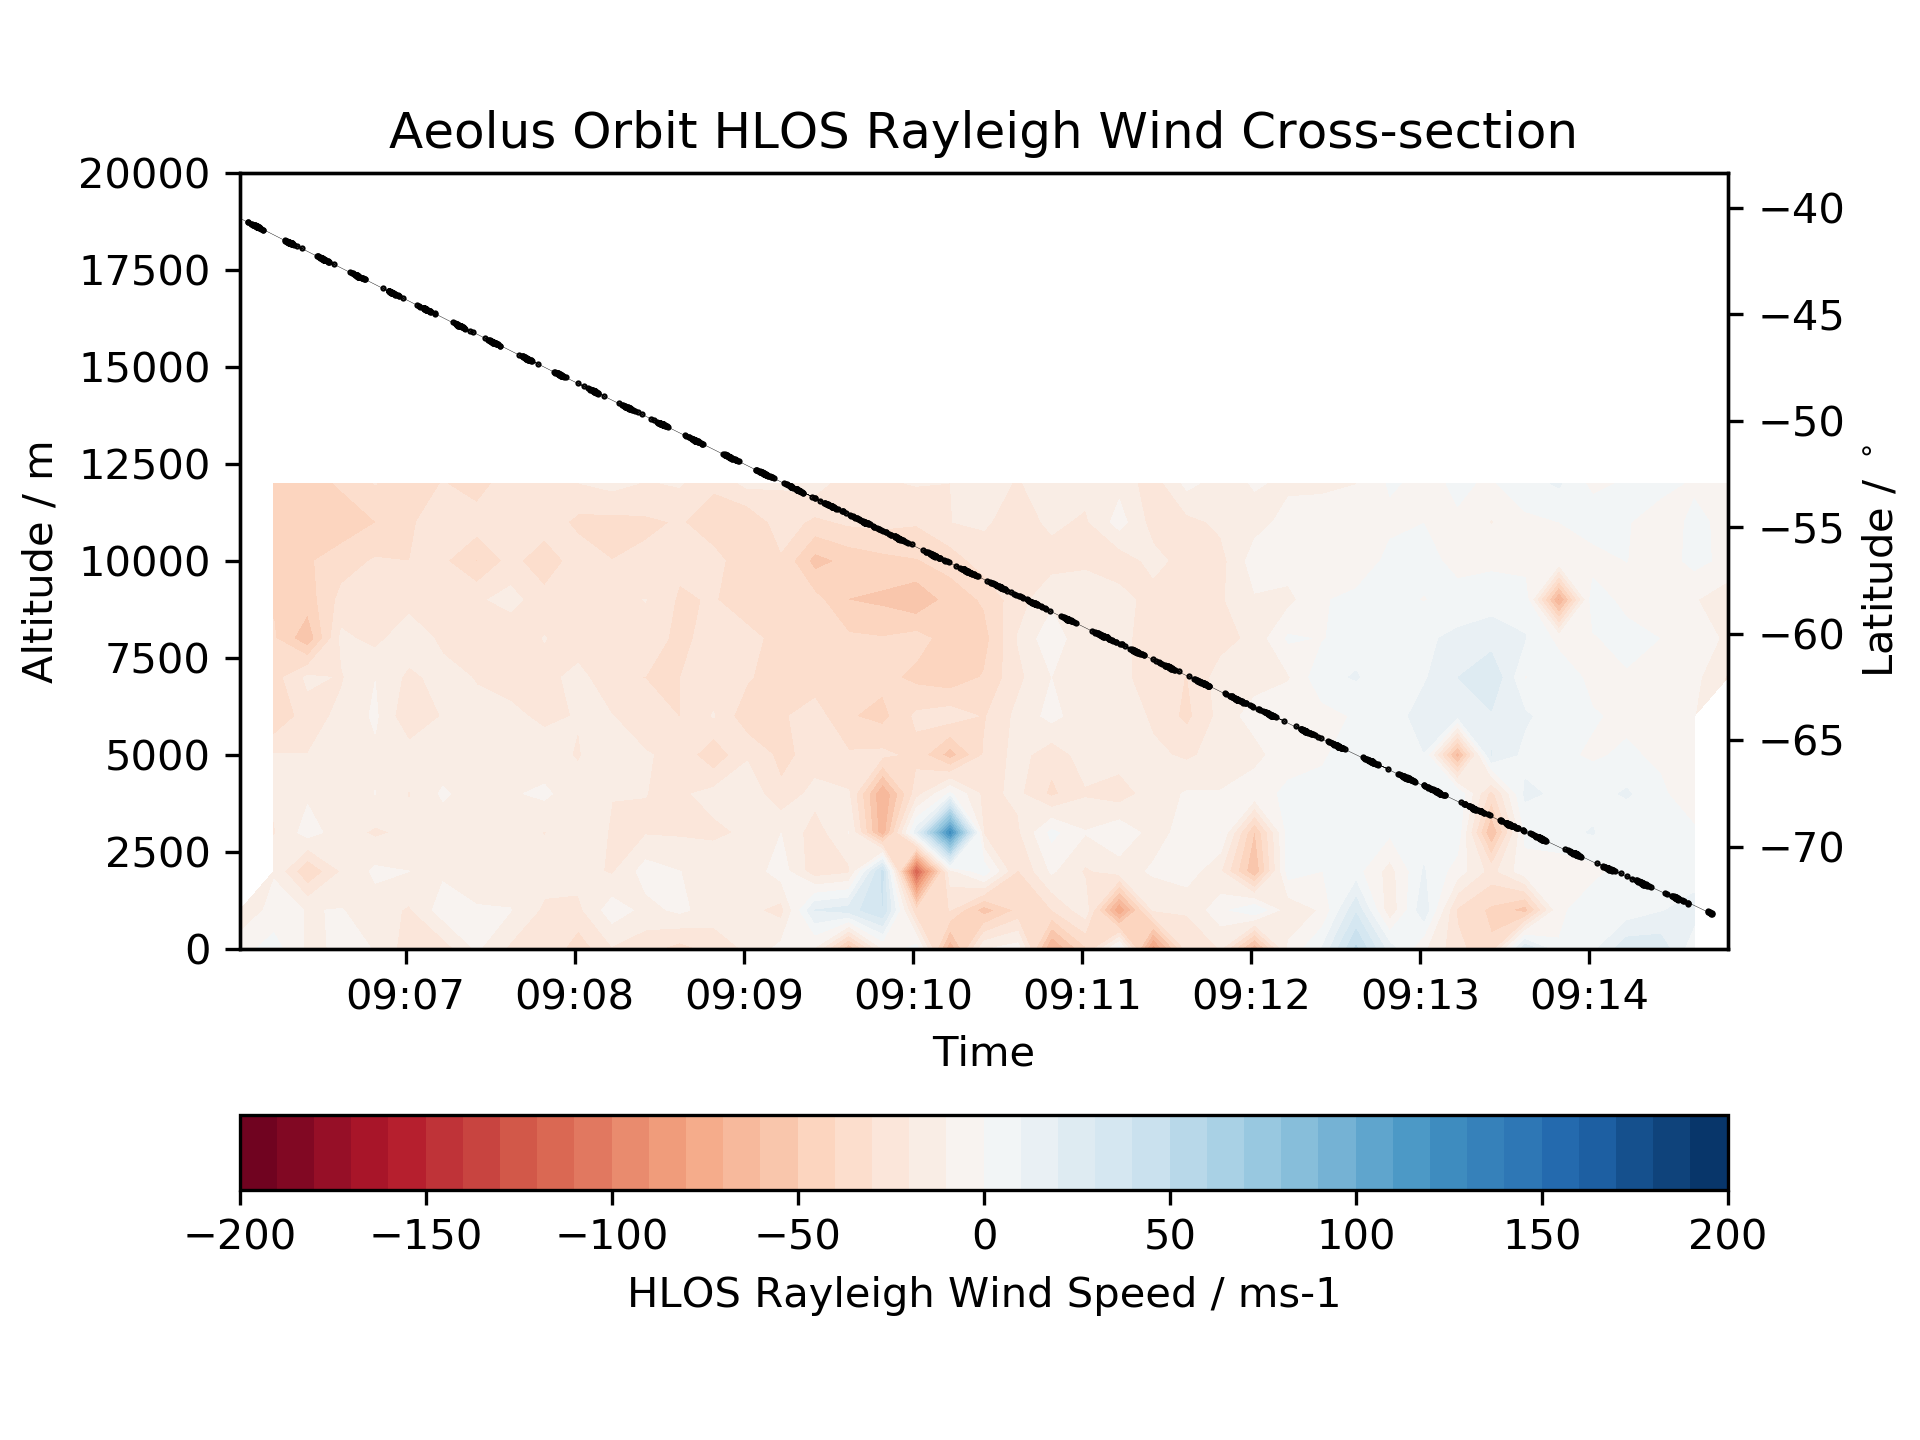 Aeolus Orbit HLOS Rayleigh Wind Cross-section
20000
17500
15000
12500
10000
7500
5000
2500
0
Altitude / m
−40
−45
−50
−55
−60
−65
−70
Latitude / °
09:07 09:08 09:09 09:10 09:11 09:12 09:13 09:14
Time
−200 −150 −100 −50 0 50 100 150 200
HLOS Rayleigh Wind Speed / ms-1